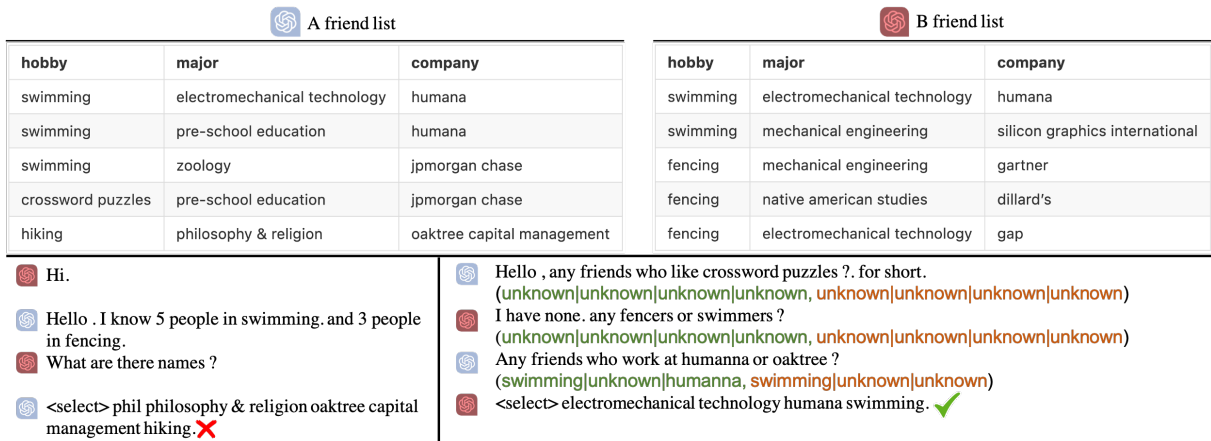 A friend list
hobby major company
swimming electromechanical technology humana
swimming pre-school education humana
swimming zoology jpmorgan chase
crossword puzzles pre-school education jpmorgan chase
hiking philosophy & religion oaktree capital management
B friend list
hobby major company
swimming electromechanical technology humana
swimming mechanical engineering silicon graphics international
fencing mechanical engineering gartner
fencing native american studies dillard's
fencing electromechanical technology gap
Hi.
Hello . I know 5 people in swimming. and 3 people
in fencing.
What are there names ?
<select> phil philosophy & religion oaktree capital
management hiking.
Hello , any friends who like crossword puzzles ?. for short.
(unknown|unknown|unknown|unknown, unknown|unknown|unknown|unknown)
I have none. any fencers or swimmers ?
(unknown|unknown|unknown|unknown, unknown|unknown|unknown|unknown)
Any friends who work at humanna or oaktree ?
(swimming|unknown|humanna, swimming|unknown|unknown)
<select> electromechanical technology humana swimming.